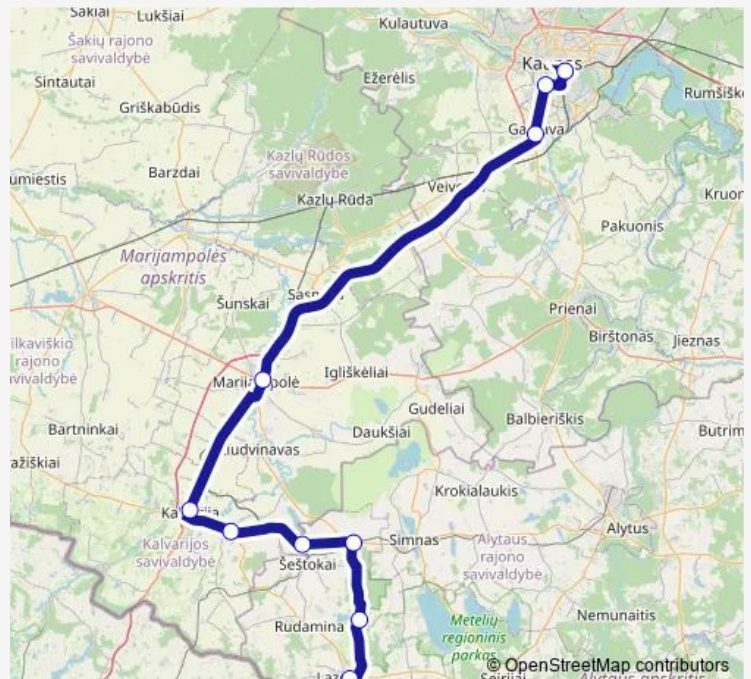 Sakiai
Lukšiai
Kulautuva
Šakių rajono
savivaldybė
Sintautai
Ežerėlis
Griškabūdis
Kazlų Rūdos
savivaldybė
Barzdai
Kazlų Rūda
Kruon
Pakuonis
Marijampolės
apskritis
Šunskai
Prienai
Birštonas
Jieznas
rajono
Igliškėliai
Gudeliai
Balbieriškis
Bartninkai
Daukšiai
Butrim
Krokialaukis
Alytus
Kalvarijos
savivaldybė
Simnas
Alytaus
rajono
savivaldybė
Šeštokai
Nemunaitis
Rudamina
Metelių
regioninis
parkas
© OpenStreetMap contributors